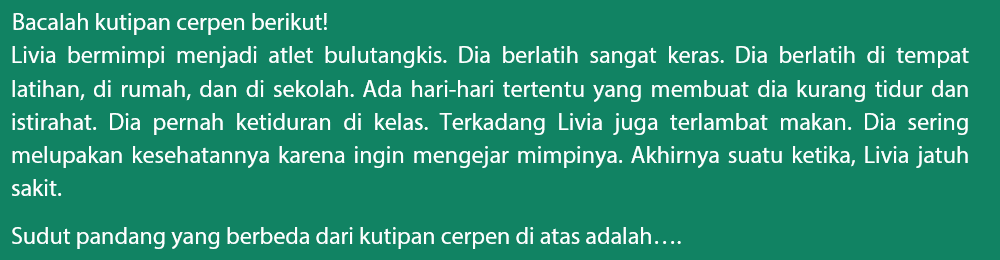 Bacalah kutipan cerpen berikut!
Livia bermimpi menjadi atlet bulutangkis. Dia berlatih sangat keras. Dia berlatih di tempat
latihan, di rumah, dan di sekolah. Ada hari-hari tertentu yang membuat dia kurang tidur dan
istirahat. Dia pernah ketiduran di kelas. Terkadang Livia juga terlambat makan. Dia sering
melupakan kesehatannya karena ingin mengejar mimpinya. Akhirnya suatu ketika, Livia jatuh
sakit.
Sudut pandang yang berbeda dari kutipan cerpen di atas adalah….